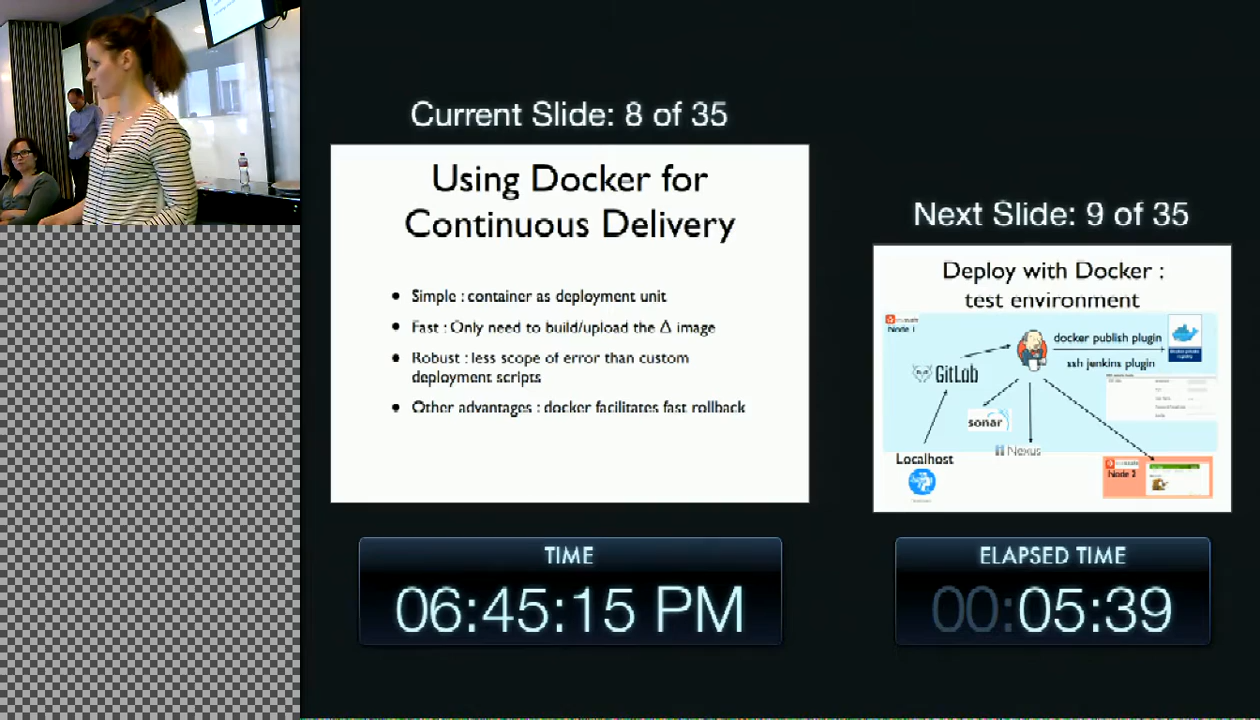 Current Slide: 8 of 35
Using Docker for
Continuous Delivery
• Simple : container as deployment unit
• Fast : Only need to build/upload the Δ image
• Robust : less scope of error than custom
deployment scripts
• Other advantages : docker facilitates fast rollback
TIME
06:45:15 PM
Next Slide: 9 of 35
Deploy with Docker :
test environment
Node 1
docker publish plugin
ssh jenkins plugin
GitLab
sonar
Nexus
Localhost
Node 2
ELAPSED TIME
00:05:39